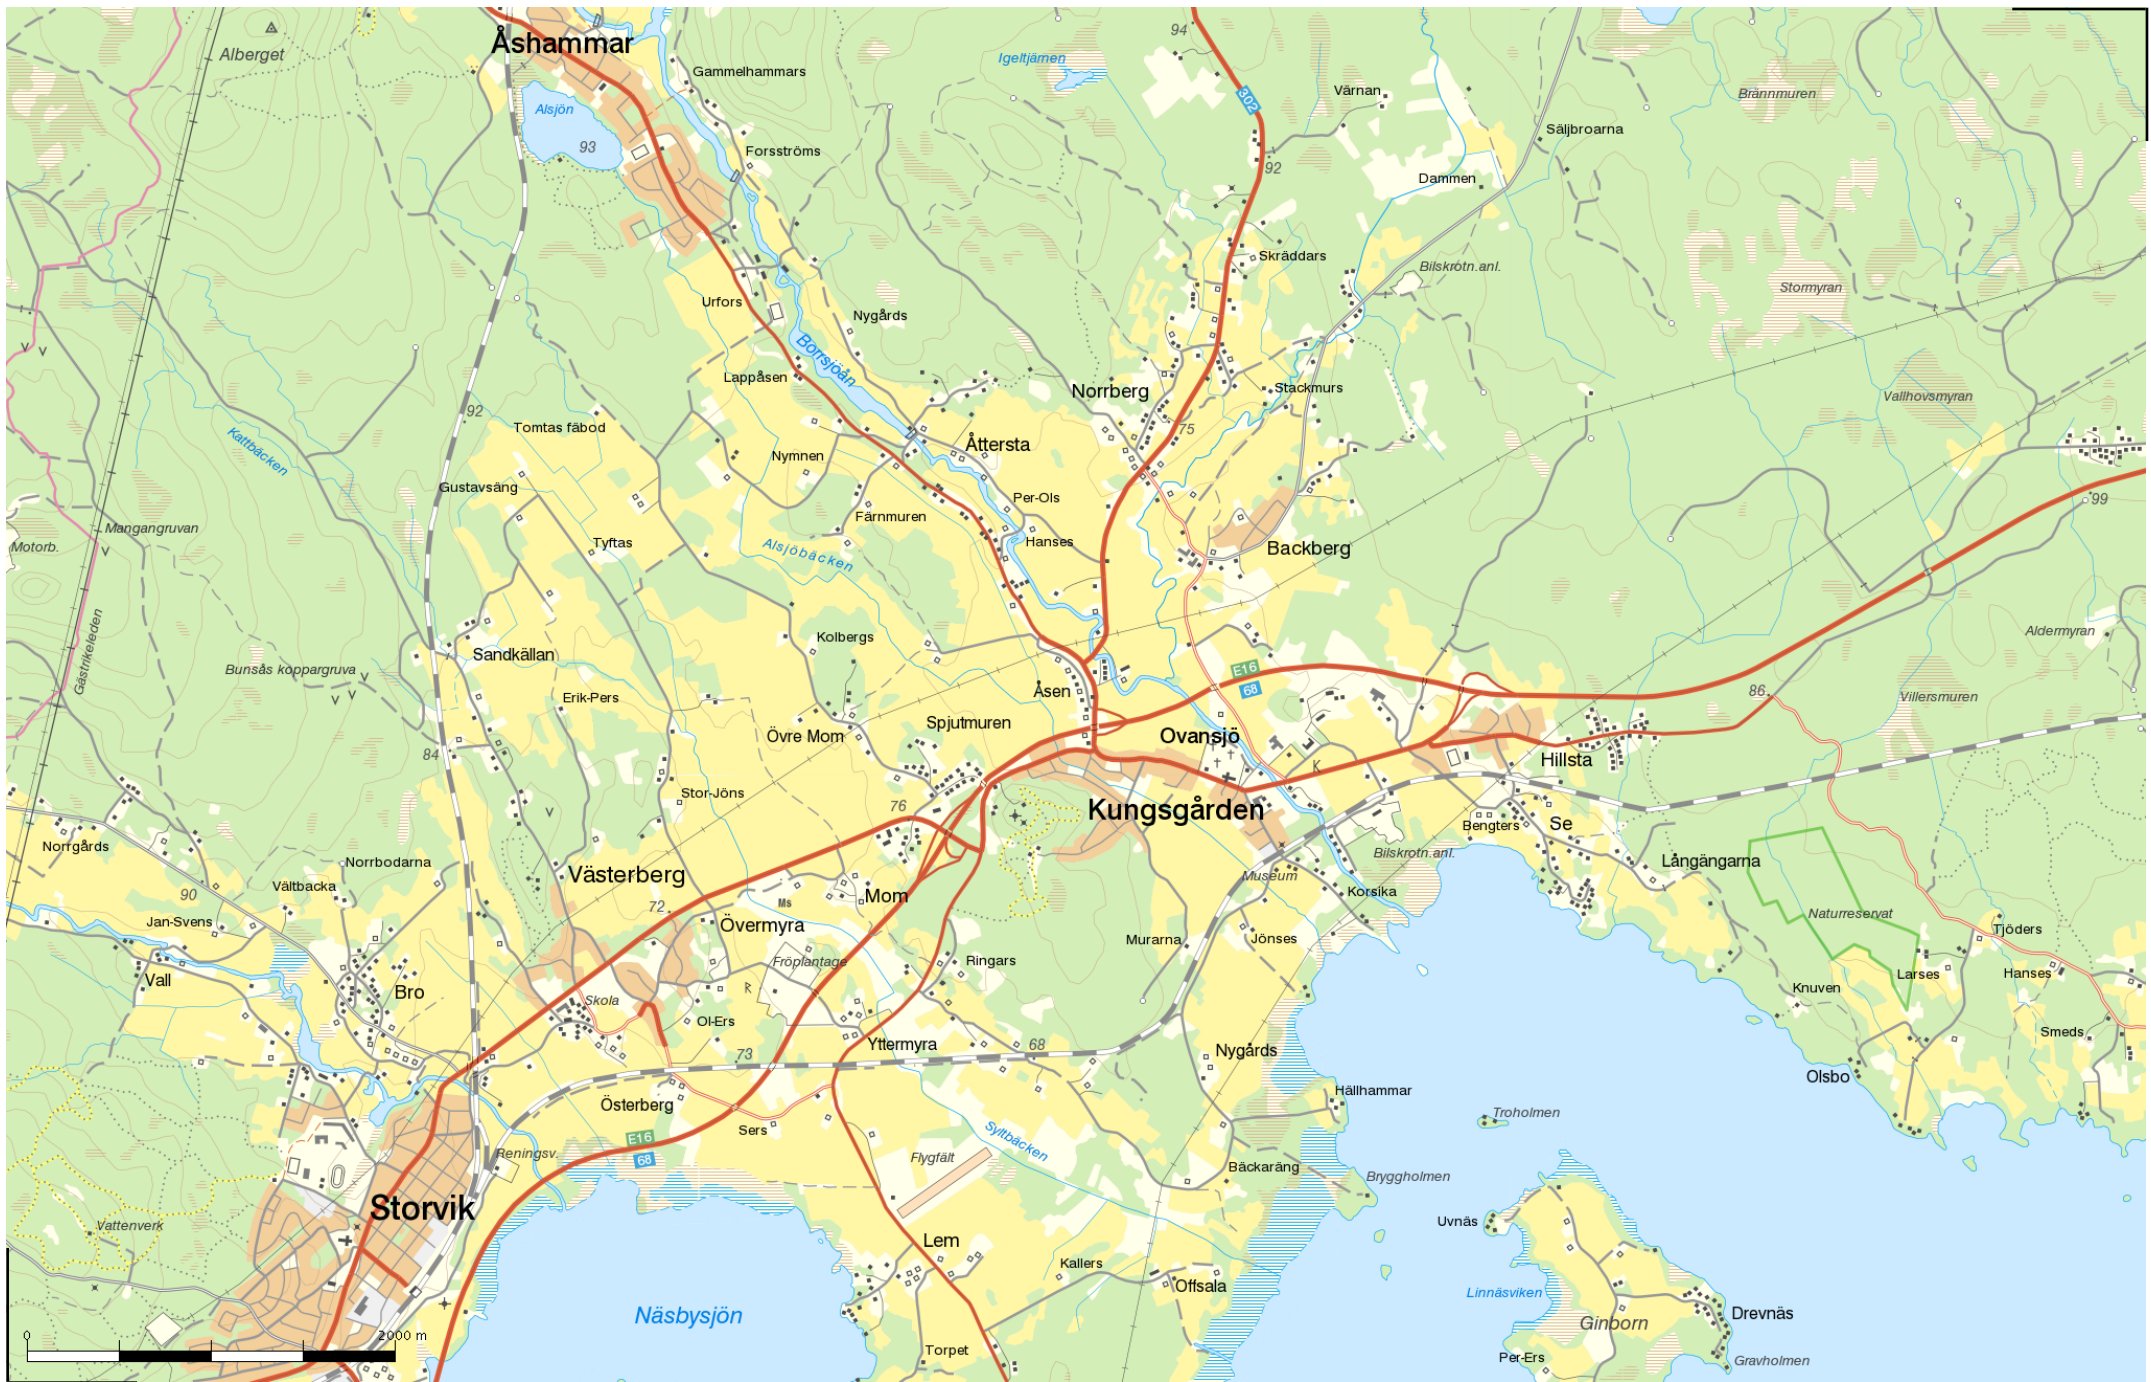 Åshammar
94
Alberget
Igeltjärnen
Gammelhammars
Värnan
302
Brännmuren
Alsjön
Säljbroarna
93
Forsströms
92
Dammen
Skräddars
Bilskrotn.anl.
Stormyran
Urfors
Nygårds
Borrsjöån
Lappåsen
Norrberg
Stackmurs
Vallhovsmyran
92
Tomtas fäbod
75
Kattbäcken
Åttersta
Nymnen
Gustavsäng
Per-Ols
99
Färnmuren
Mangangruvan
Hanses
Motorb.
Tyftas
Alsjöbäcken
Backberg
Gästrikeleden
Kolbergs
Aldermyran
Sandkällan
Bunsås koppargruva
E16
68
Erik-Pers
Åsen
86
Villersmuren
Spjutmuren
Övre Mom
Ovansjö
84
Hillsta
K
Stor-Jöns
76
Kungsgården
Bengters
Se
Norrgårds
Bilskrotn.anl.
Norrbodarna
Långängarna
Västerberg
Museum
Vältbacka
Korsika
90
Mom
72
Ms
Jan-Svens
Övermyra
Naturreservat
Tjöders
Murarna
Jönses
Fröplantage
Ringars
Vall
Larses
Hanses
Bro
Knuven
R
Skola
Ol-Ers
Smeds
Yttermyra
68
Nygårds
73
Olsbo
Hällhammar
Österberg
Troholmen
Sers
E16
68
Syltbäcken
Reningsv.
Flygfält
Bäckaräng
Bryggholmen
Storvik
Vattenverk
Uvnäs
Lem
Kallers
Offsala
Linnäsviken
Näsbysjön
Drevnäs
Ginborn
0
2000 m
Torpet
Per-Ers
Gravholmen